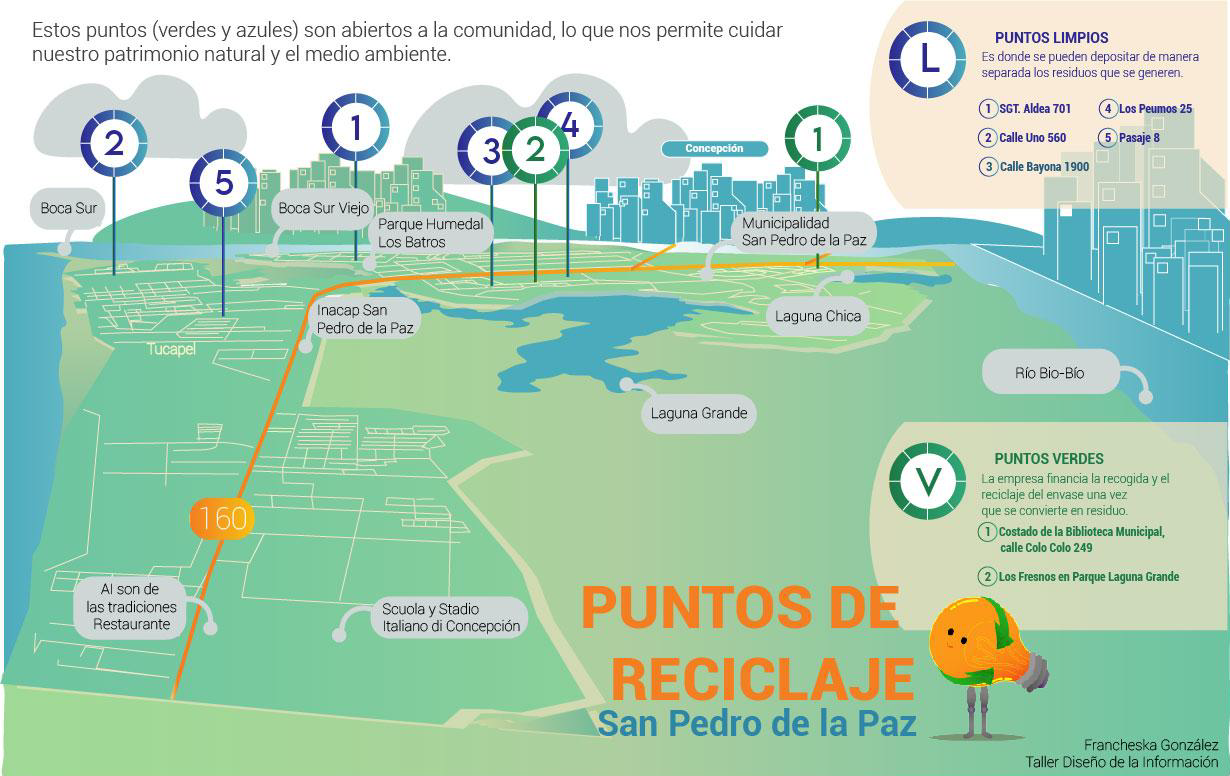 Estos puntos (verdes y azules) son abiertos a la comunidad, lo que nos permite cuidar
nuestro patrimonio natural y el medio ambiente.
L
PUNTOS LIMPIOS
Es donde se pueden depositar de manera
separada los residuos que se generen.
1 SGT. Aldea 701
4 Los Peumos 25
2 Calle Uno 560
5 Pasaje 8
3 Calle Bayona 1900
2
5
1
3
2
4
1
Concepción
Boca Sur
Boca Sur Viejo
Parque Humedal
Los Batros
Municipalidad
San Pedro de la Paz
Inacap San
Pedro de la Paz
Laguna Chica
Tucapel
Río Bio-Bío
Laguna Grande
V
PUNTOS VERDES
La empresa financia la recogida y el
reciclaje del envase una vez
que se convierte en residuo.
1 Costado de la Biblioteca Municipal,
calle Colo Colo 249
2 Los Fresnos en Parque Laguna Grande
160
Al son de
las tradiciones
Restaurante
Scuola y Stadio
Italiano di Concepción
PUNTOS DE
RECICLAJE
San Pedro de la Paz
Francheska González
Taller Diseño de la Información